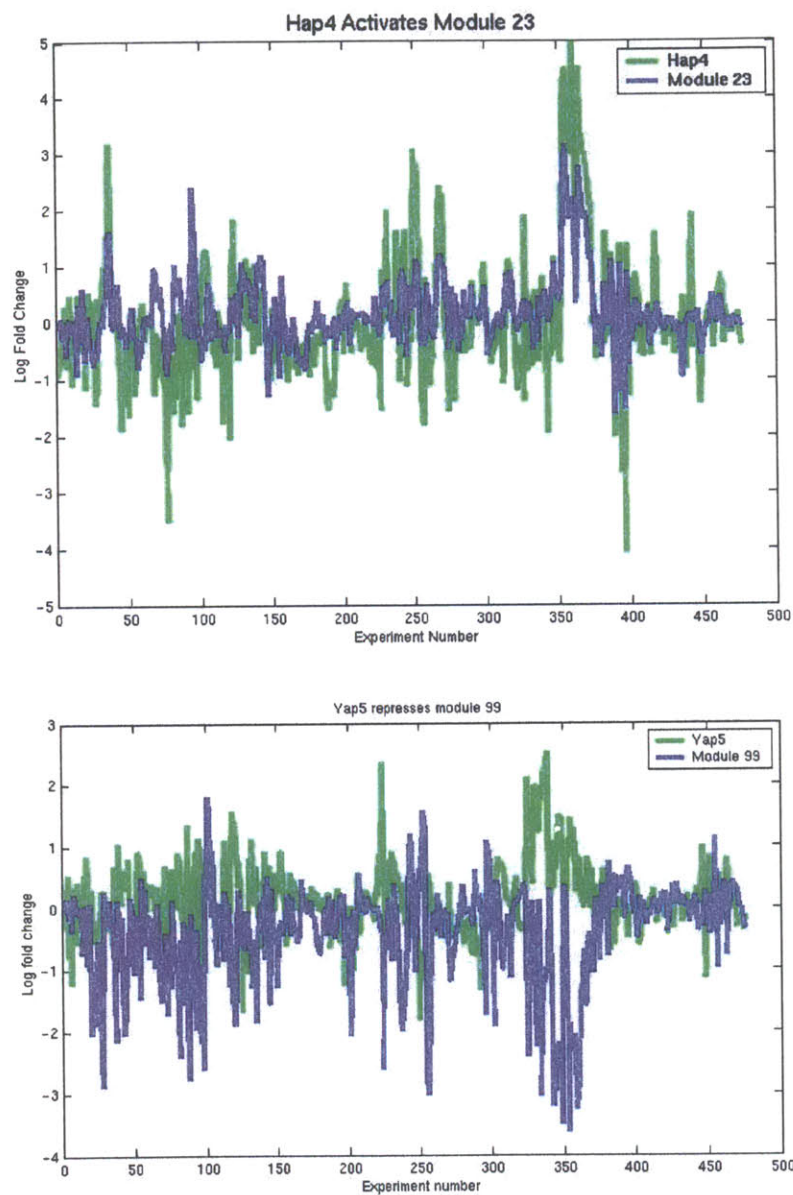 Hap4 Activates Module 23
Hap4
Module 23
5
4
3
2
1
0
-1
-2
-3
-4
-5
Log Fold Change
0 50 100 150 200 250 300 350 400 450 500
Experiment Number
Yap5 represses module 99
Yap5
Module 99
3
2
1
0
-1
-2
-3
-4
Log fold change
0 50 100 150 200 250 300 350 400 450 500
Experiment number